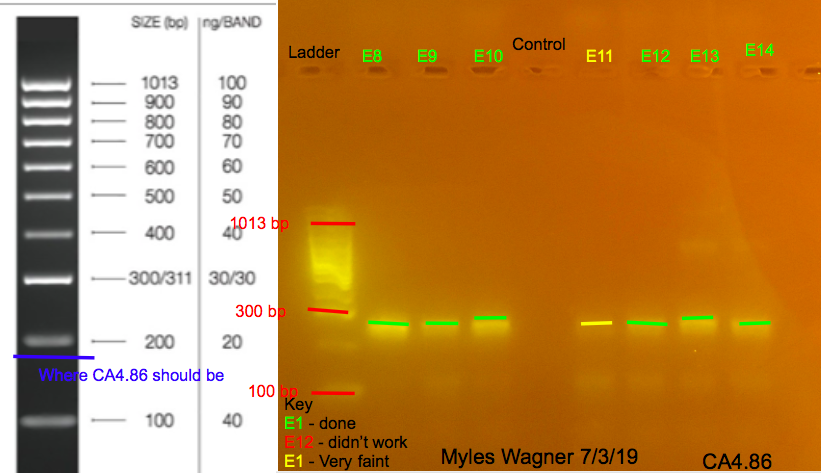 SIZE (bp) ng/BAND
1013 100
900 90
800 80
700 70
600 60
500 50
400 40
300/311 30/30
200 20
Where CA4.86 should be
100 40
Ladder E8 E9 E10 Control E11 E12 E13 E14
1013 bp
300 bp
100 bp
Key
E1 - done
E12 - didn't work
E1 - Very faint
Myles Wagner 7/3/19 CA4.86